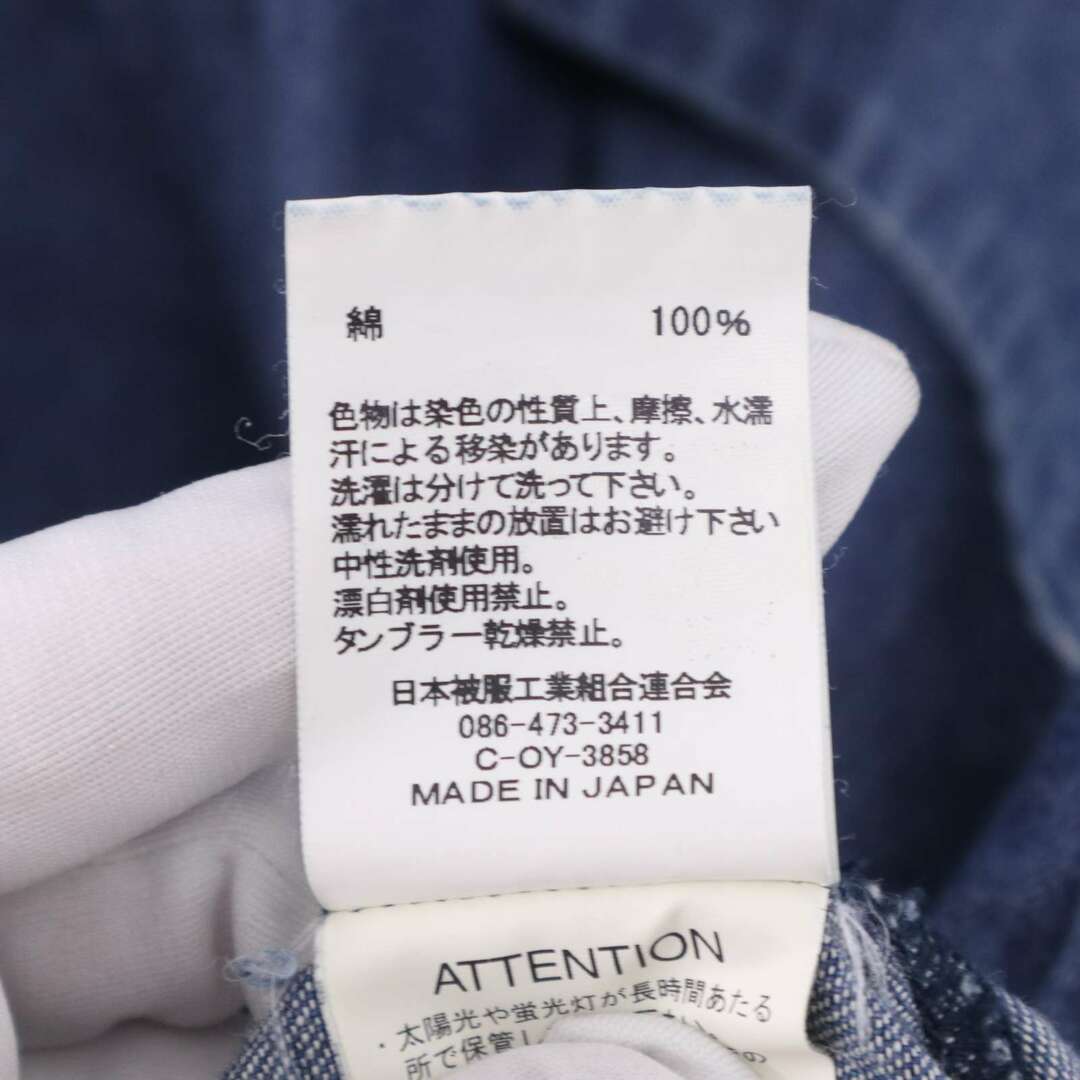 綿 100%
色物は染色の性質上、摩擦、水濡
汗による移染があります。
洗濯は分けて洗って下さい。
濡れたままの放置はお避け下さい
中性洗剤使用。
漂白剤使用禁止。
タンブラー乾燥禁止。
日本被服工業組合連合会
086-473-3411
C-OY-3858
MADE IN JAPAN
ATTENTION
・太陽光や蛍光灯が長時間あたる
所で保管し